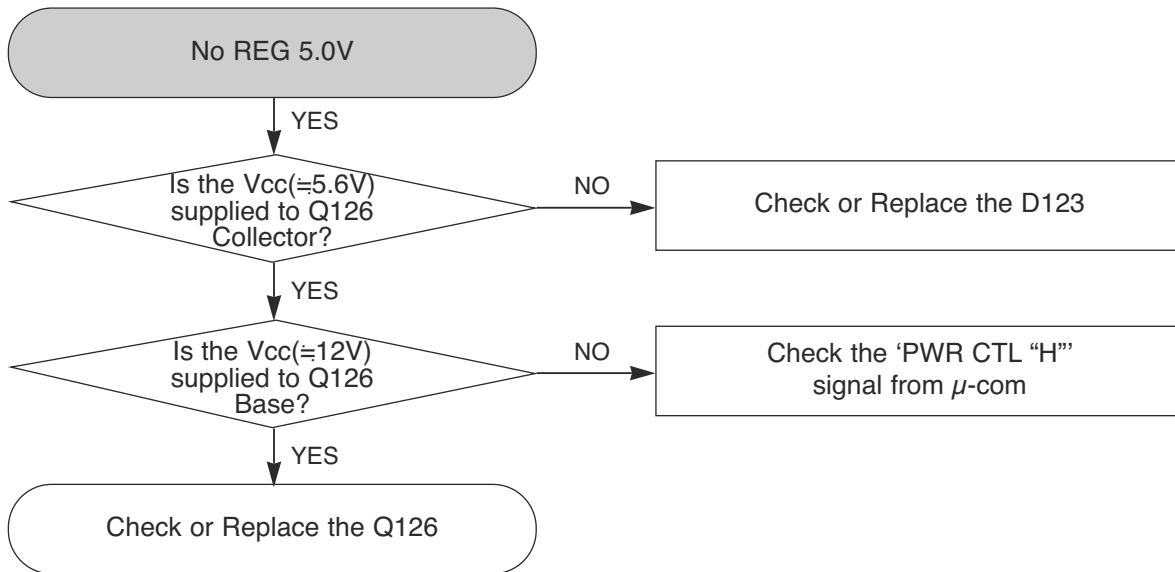 No REG 5.0V
YES
Is the Vcc(≒5.6V)
supplied to Q126
Collector?
NO
Check or Replace the D123
YES
Is the Vcc(≒12V)
supplied to Q126
Base?
NO
Check the ‘PWR CTL “H”’
signal from µ-com
YES
Check or Replace the Q126